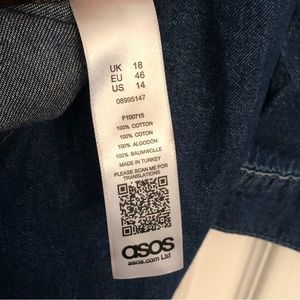 UK 18
EU 46
US 14
08995147
F100715
100% COTTON
100% COTON
100% ALGODÓN
100% BAUMWOLLE
MADE IN TURKEY
PLEASE SCAN ME FOR
TRANSLATIONS
asos
asos.com Ltd